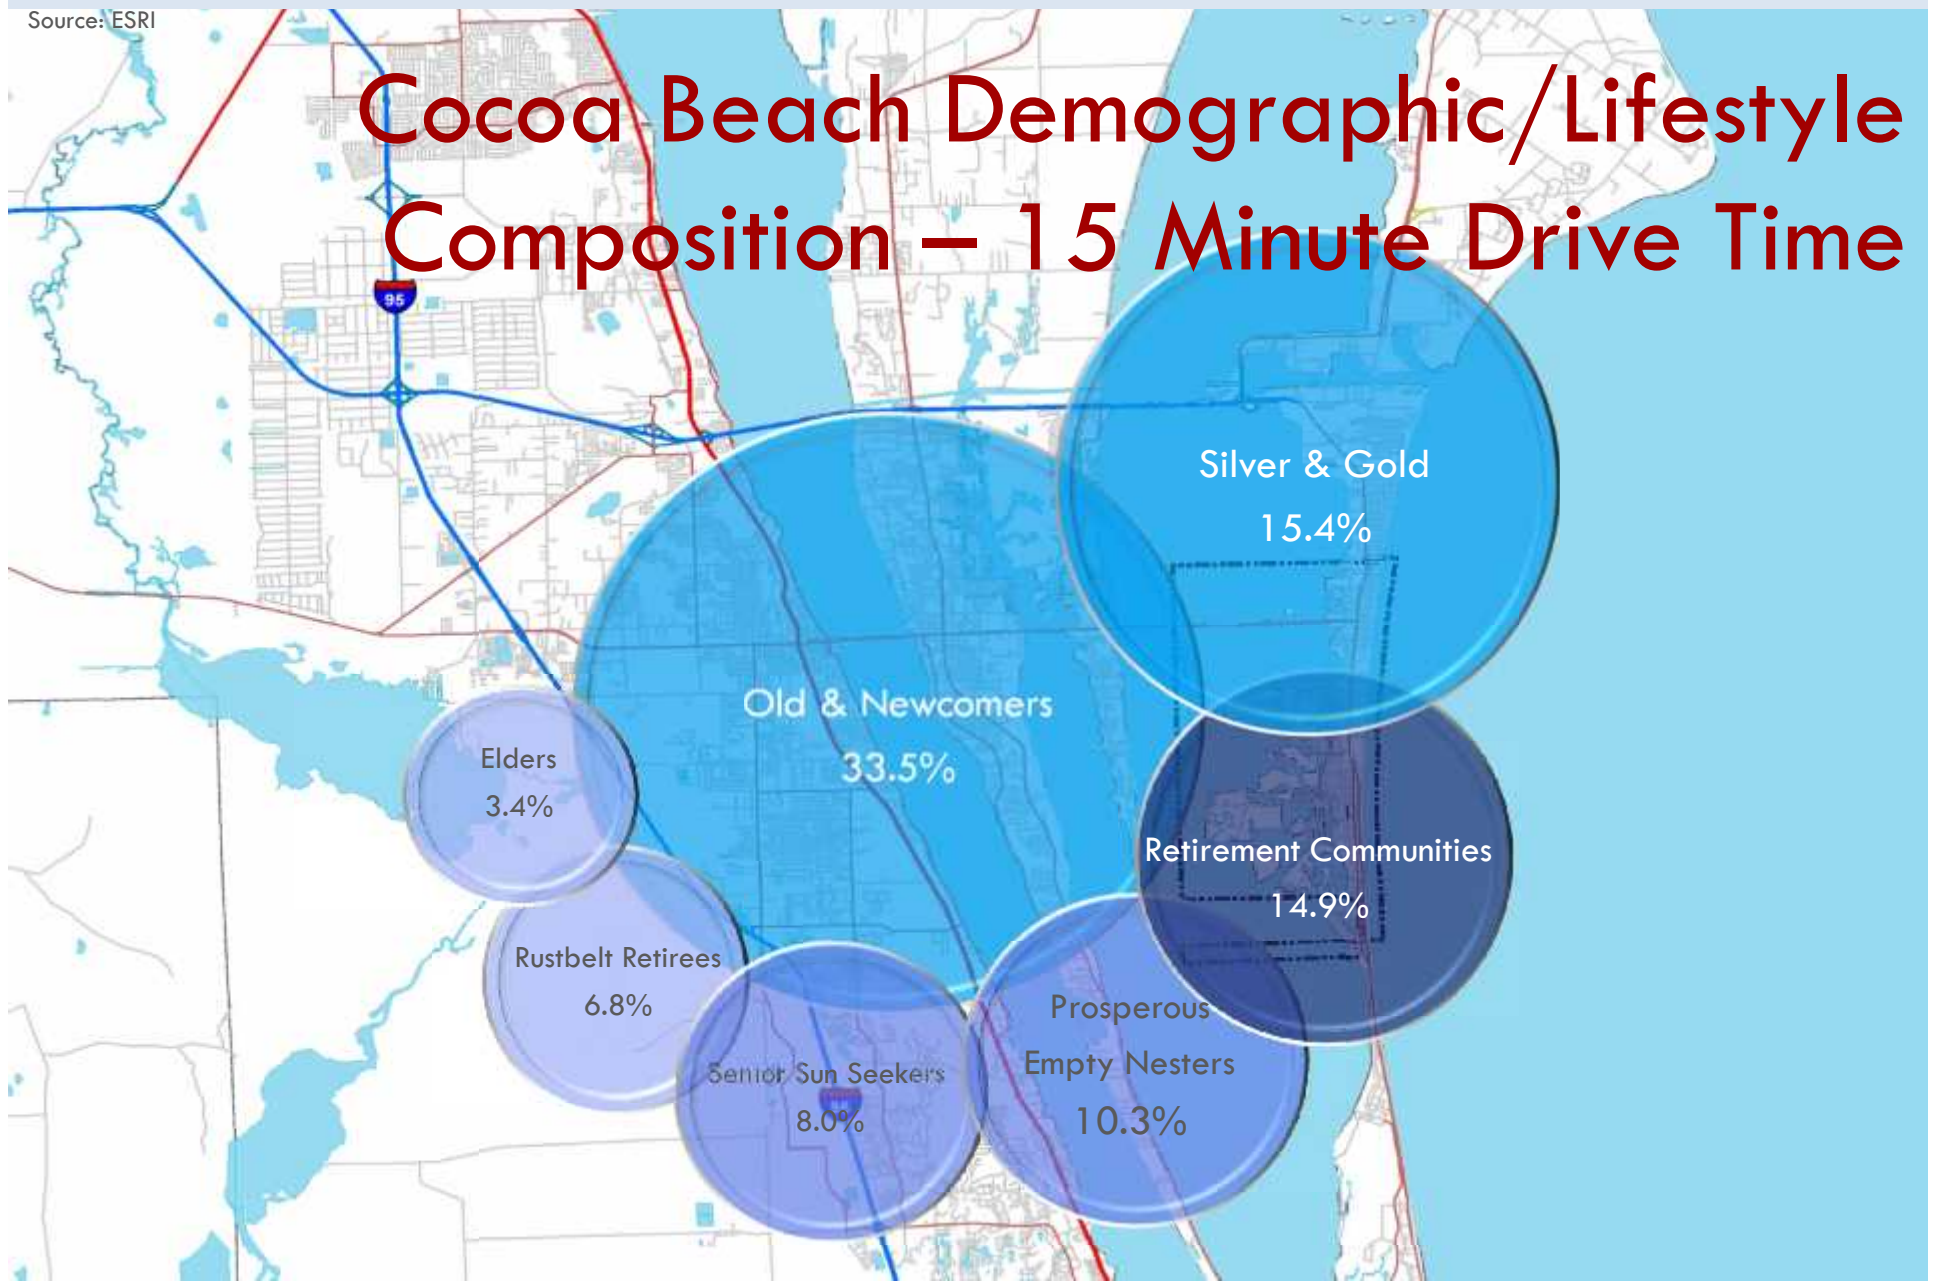 Source: ESRI
Cocoa Beach Demographic/Lifestyle
Composition – 15 Minute Drive Time
95
Silver & Gold
15.4%
Old & Newcomers
33.5%
Elders
3.4%
Retirement Communities
14.9%
Rustbelt Retirees
6.8%
Prosperous
Empty Nesters
10.3%
Senior Sun Seekers
8.0%